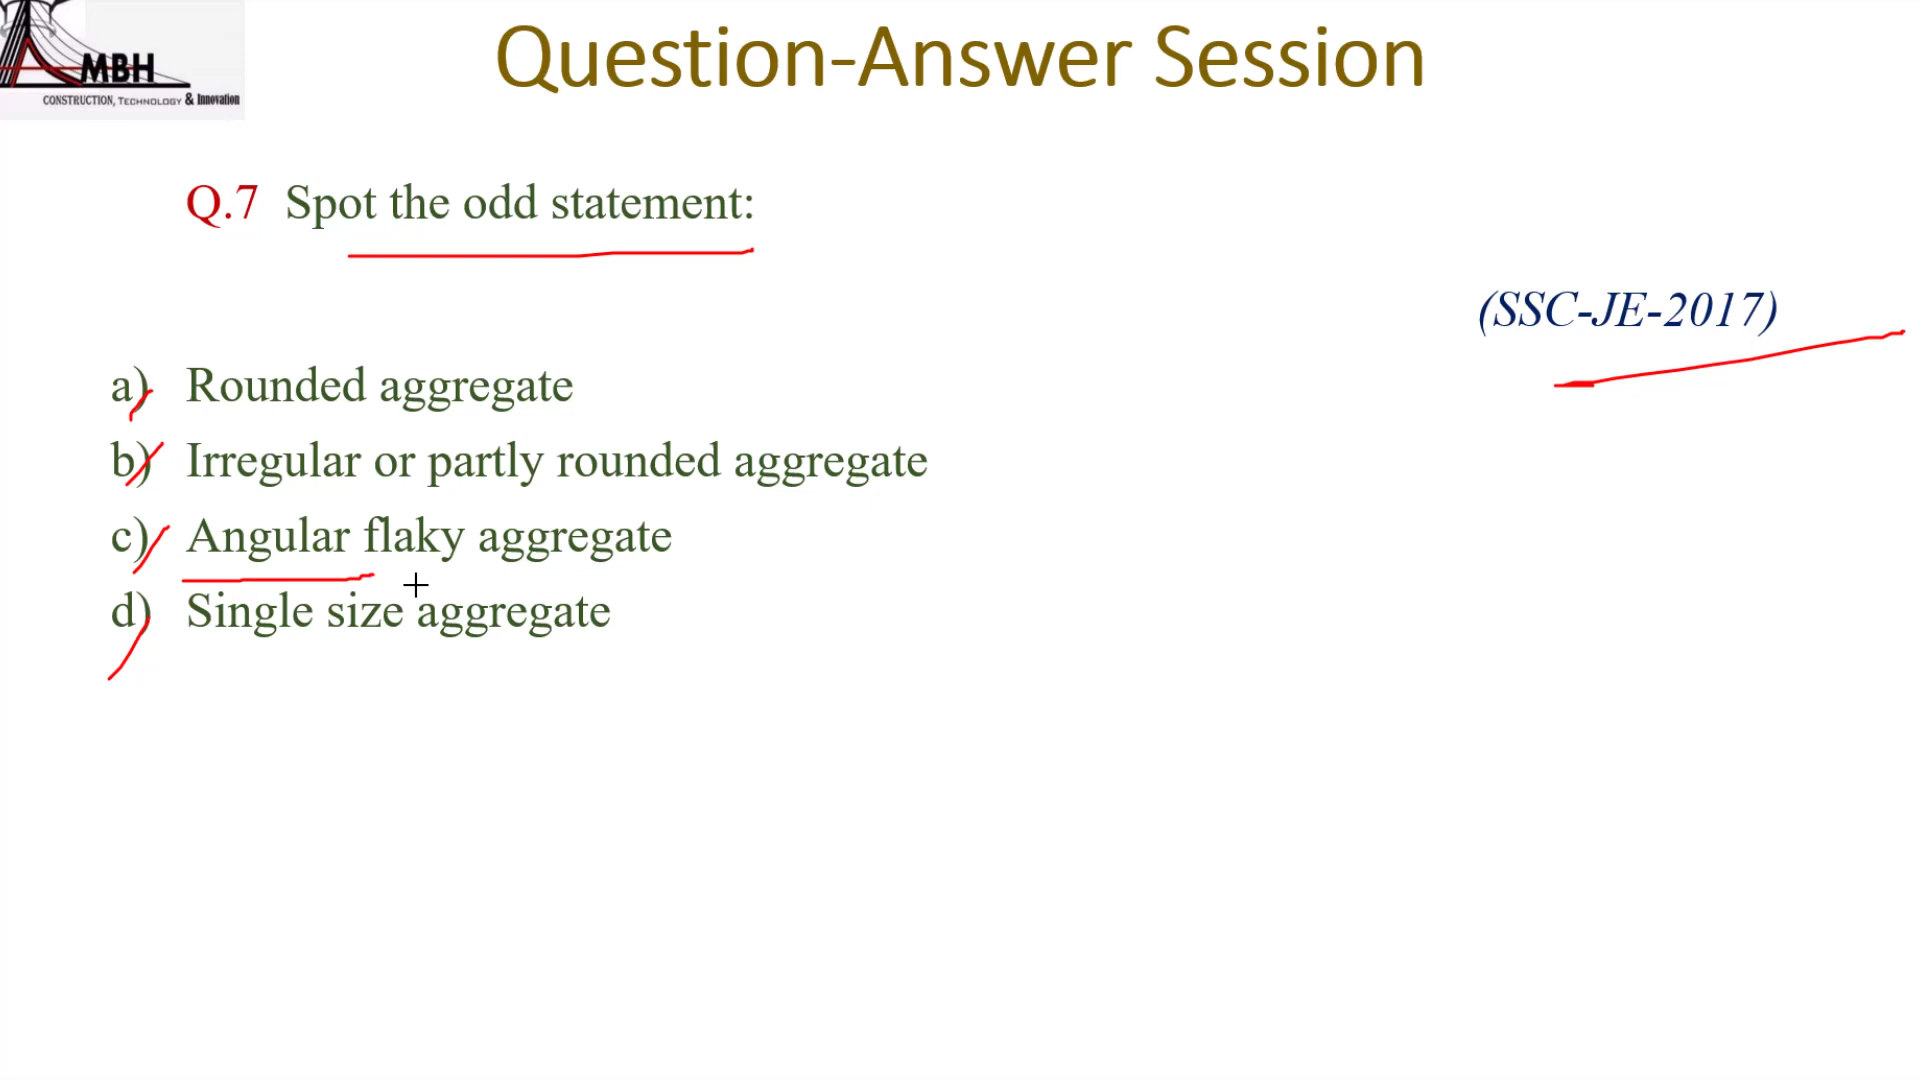 MBH
CONSTRUCTION, TECHNOLOGY & Innovation
Question-Answer Session
Q.7 Spot the odd statement:
(SSC-JE-2017)
a) Rounded aggregate
b) Irregular or partly rounded aggregate
c) Angular flaky aggregate
d) Single size aggregate